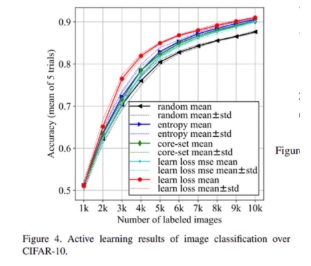 Accuracy (mean of 5 trials)
0.9
0.8
0.7
0.6
0.5
random mean
random mean±std
entropy mean
entropy mean±std
core-set mean
core-set mean±std
learn loss mse mean
learn loss mse mean±std
learn loss mean
learn loss mean±std
1k 2k 3k 4k 5k 6k 7k 8k 9k 10k
Number of labeled images
Figure 4. Active learning results of image classification over
CIFAR-10.
Figur